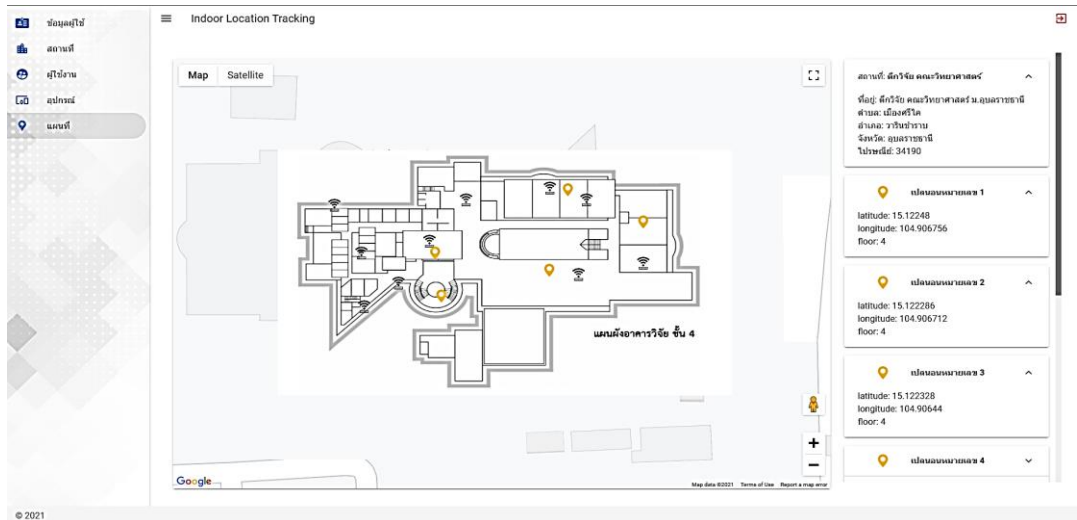 ข้อมูลผู้ใช้
สถานที่
ผู้ใช้งาน
อุปกรณ์
แผนที่
Indoor Location Tracking
Map
Satellite
แผนผังอาคารวิจัย ชั้น 4
Google
Map data ©2021
Terms of Use
Report a map error
สถานที่: ตึกวิจัย คณะวิทยาศาสตร์
ที่อยู่: ตึกวิจัย คณะวิทยาศาสตร์ ม.อุบลราชธานี
ตำบล: เมืองศรีไค
อำเภอ: วารินชำราบ
จังหวัด: อุบลราชธานี
ไปรษณีย์: 34190
เปลนอนหมายเลข 1
latitude: 15.12248
longitude: 104.906756
floor: 4
เปลนอนหมายเลข 2
latitude: 15.122286
longitude: 104.906712
floor: 4
เปลนอนหมายเลข 3
latitude: 15.122328
longitude: 104.90644
floor: 4
เปลนอนหมายเลข 4
© 2021